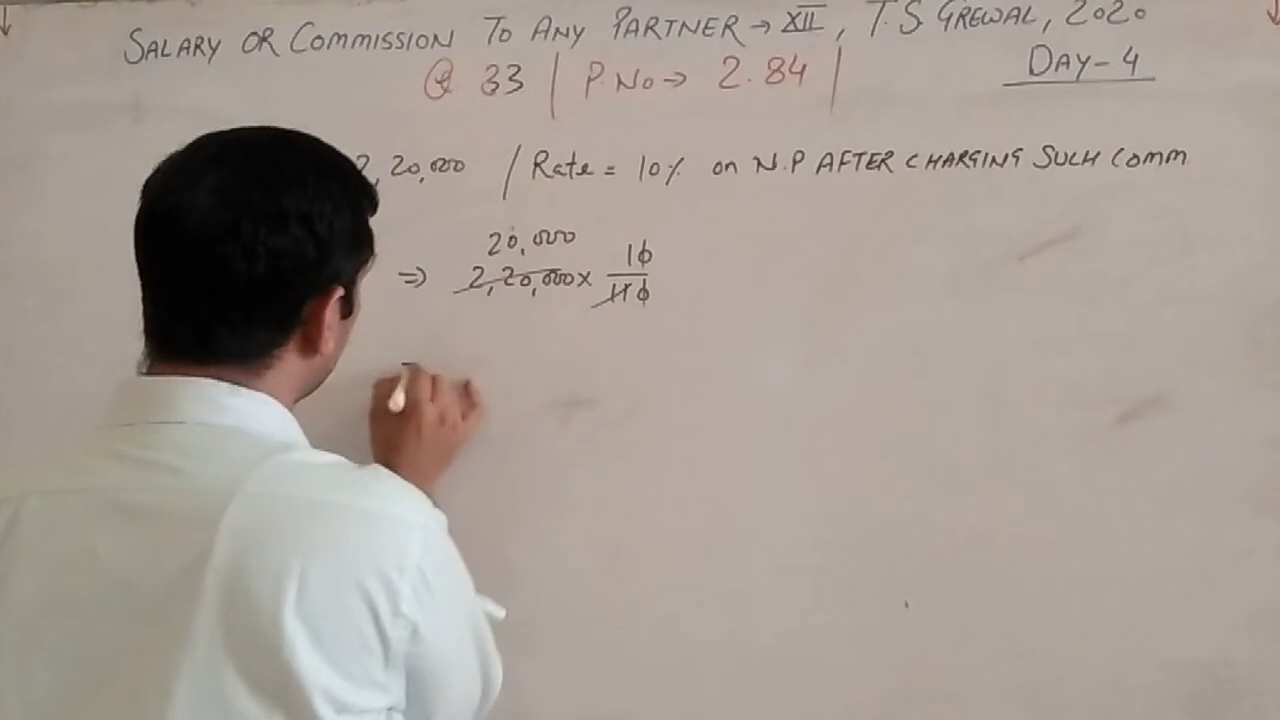 SALARY OR COMMISSION TO ANY PARTNER → XII, T.S GREWAL, 2020
Q 33 | P.No → 2.84 |
DAY-4
2,20,000 / Rate = 10% on N.P AFTER CHARGING SUCH COMM
20,000
⇒ 2,20,000 x 10/110